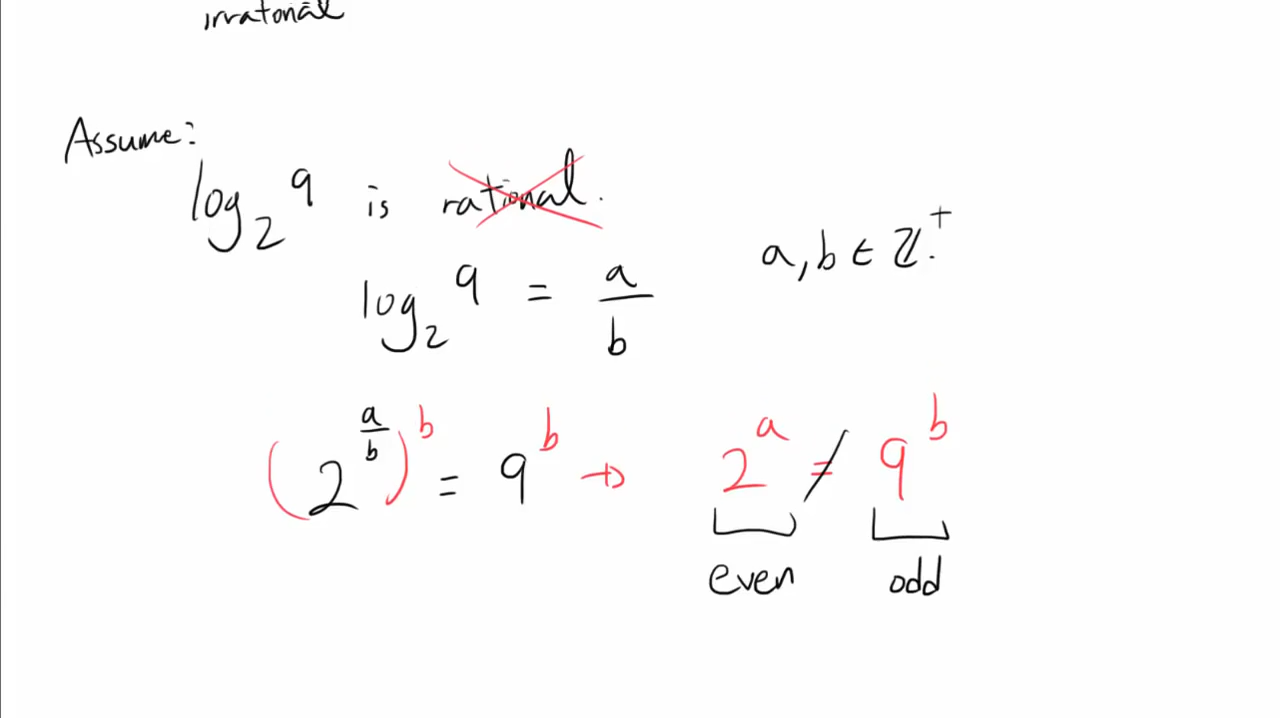 irratonal
Assume:
log₂ 9 is rational.
a, b ∈ ℤ⁺.
log₂ 9 = a/b
(2^(a/b))^b = 9^b → 2^a ≠ 9^b
even odd